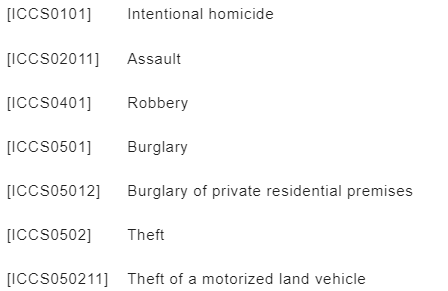 [ICCS0101] Intentional homicide
[ICCS02011] Assault
[ICCS0401] Robbery
[ICCS0501] Burglary
[ICCS05012] Burglary of private residential premises
[ICCS0502] Theft
[ICCS050211] Theft of a motorized land vehicle